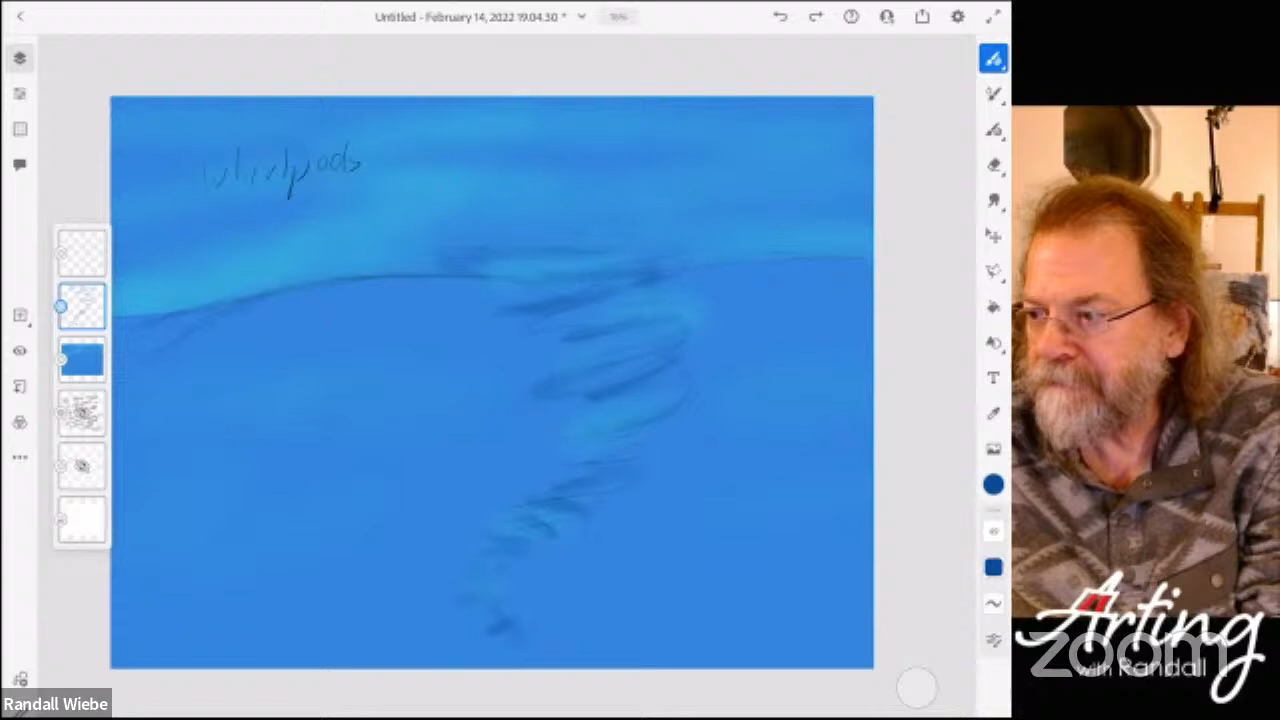 Untitled - February 14, 2022 19.04.30 *
whirlpools
T
Arting
with Randall
zoom
Randall Wiebe